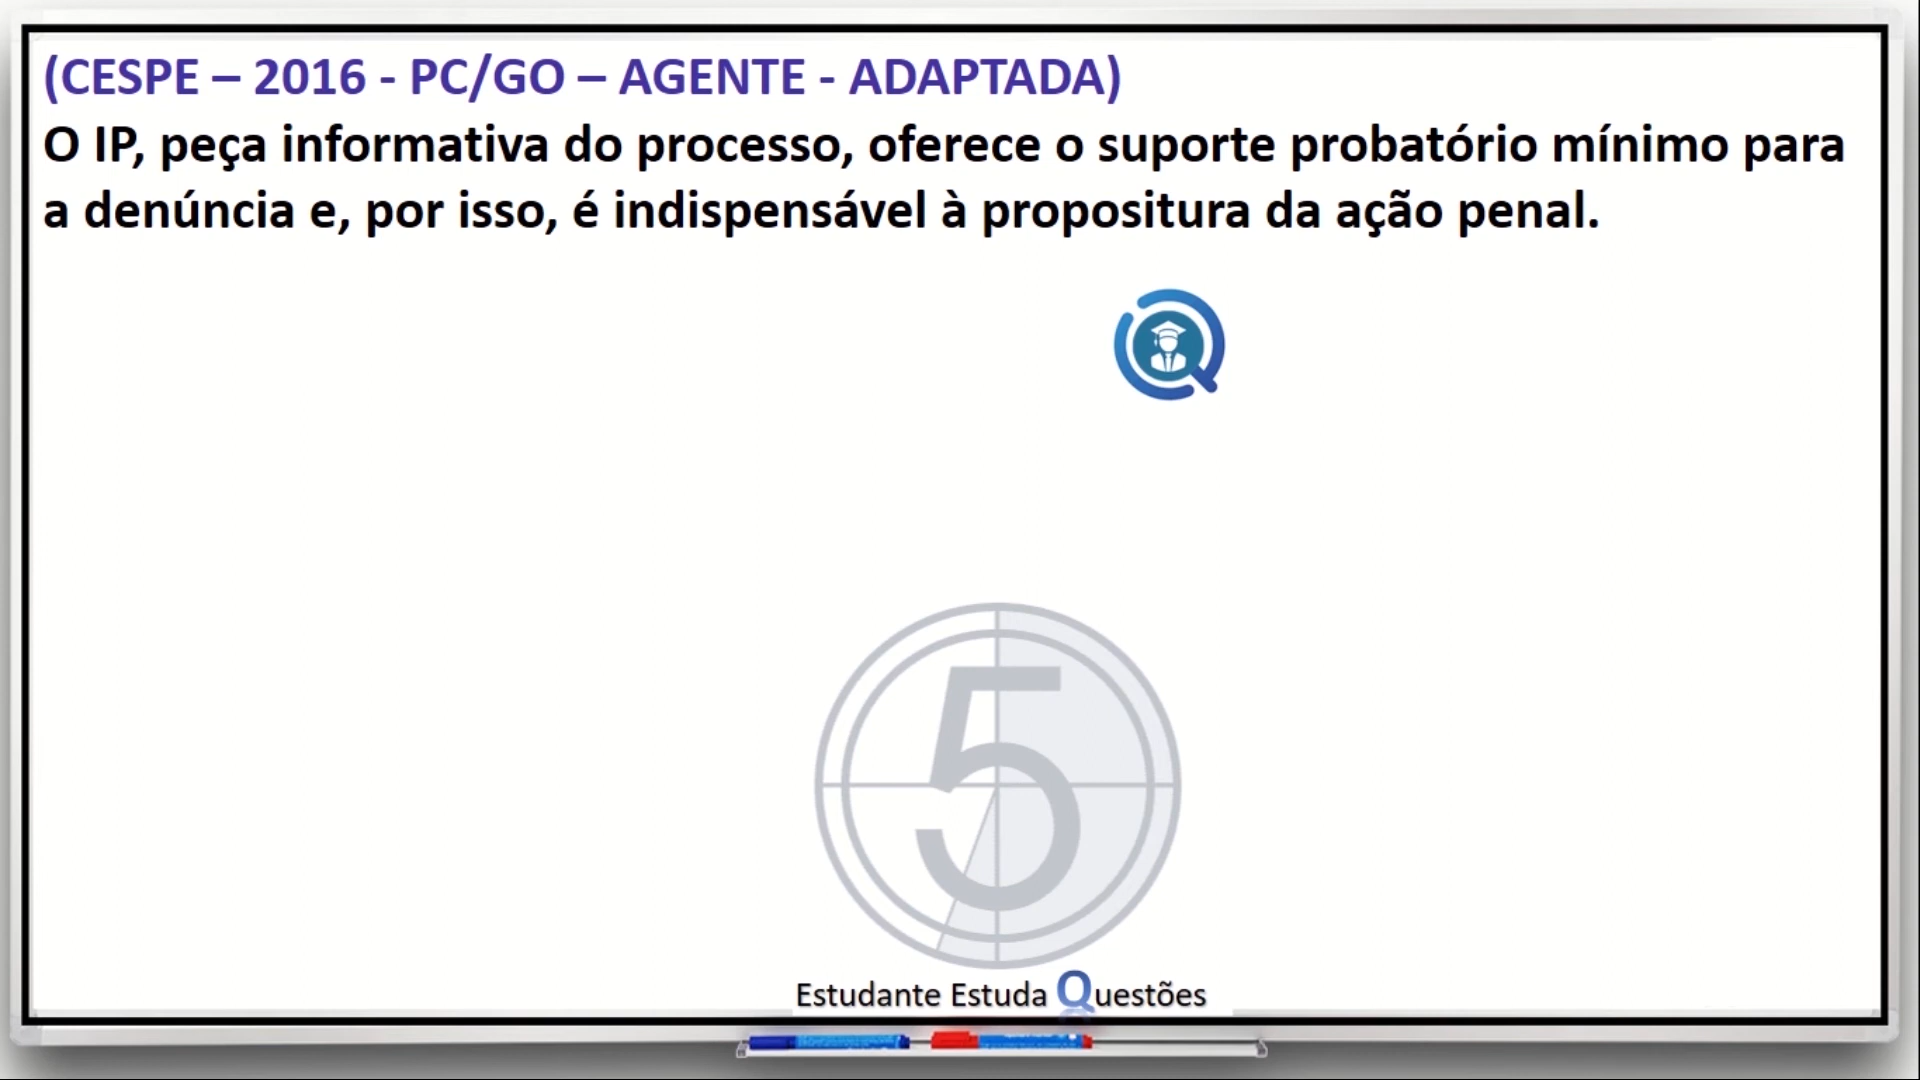 (CESPE – 2016 - PC/GO – AGENTE - ADAPTADA)
O IP, peça informativa do processo, oferece o suporte probatório mínimo para
a denúncia e, por isso, é indispensável à propositura da ação penal.
5
Estudante Estuda Questões